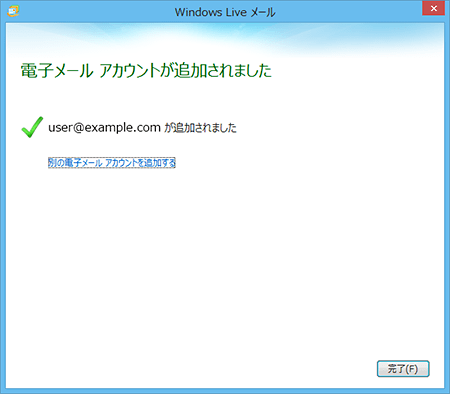 Windows Live メール
電子メール アカウントが追加されました
user@example.com が追加されました
別の電子メール アカウントを追加する
完了(F)